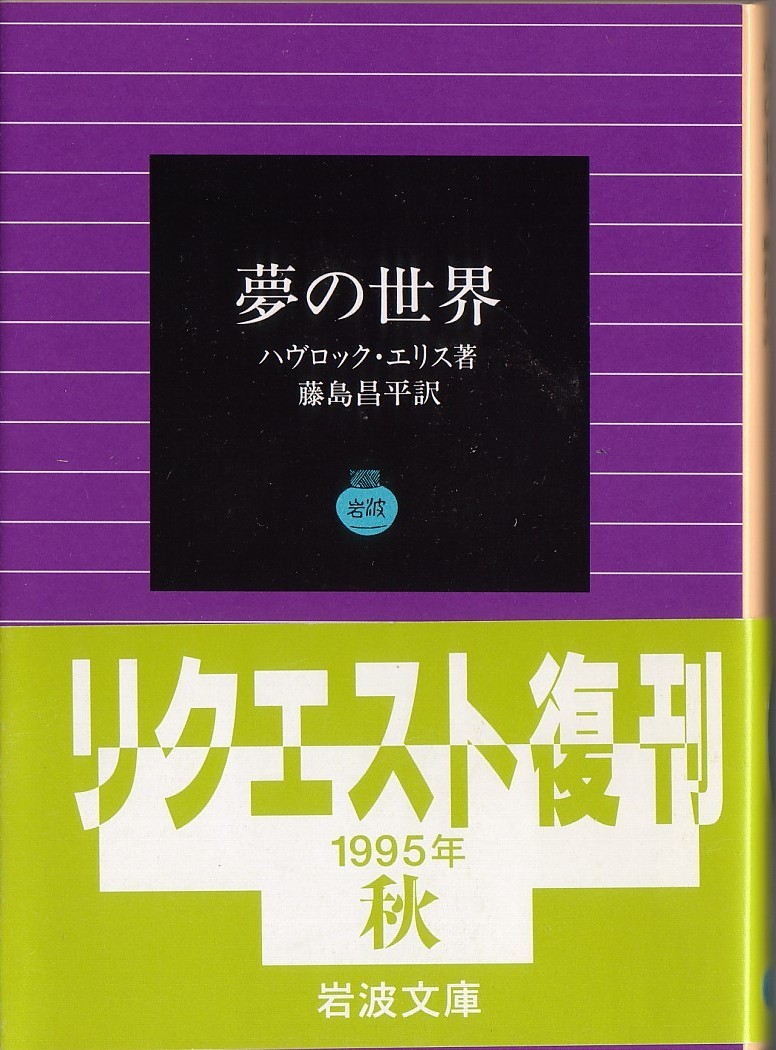 夢の世界
ハヴロック・エリス著
藤島昌平訳
岩波
リクエスト復刊
1995年
秋
岩波文庫